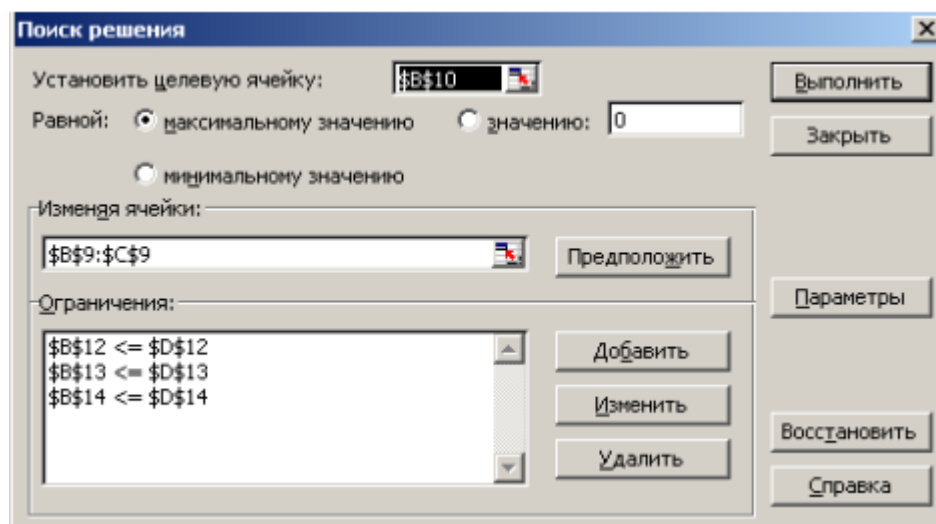 Поиск решения
Установить целевую ячейку: $B$10
Выполнить
Равной: максимальному значению значению: 0
Закрыть
минимальному значению
Изменяя ячейки:
$B$9:$C$9
Предположить
Ограничения:
Параметры
$B$12 <= $D$12
$B$13 <= $D$13
$B$14 <= $D$14
Добавить
Изменить
Удалить
Восстановить
Справка